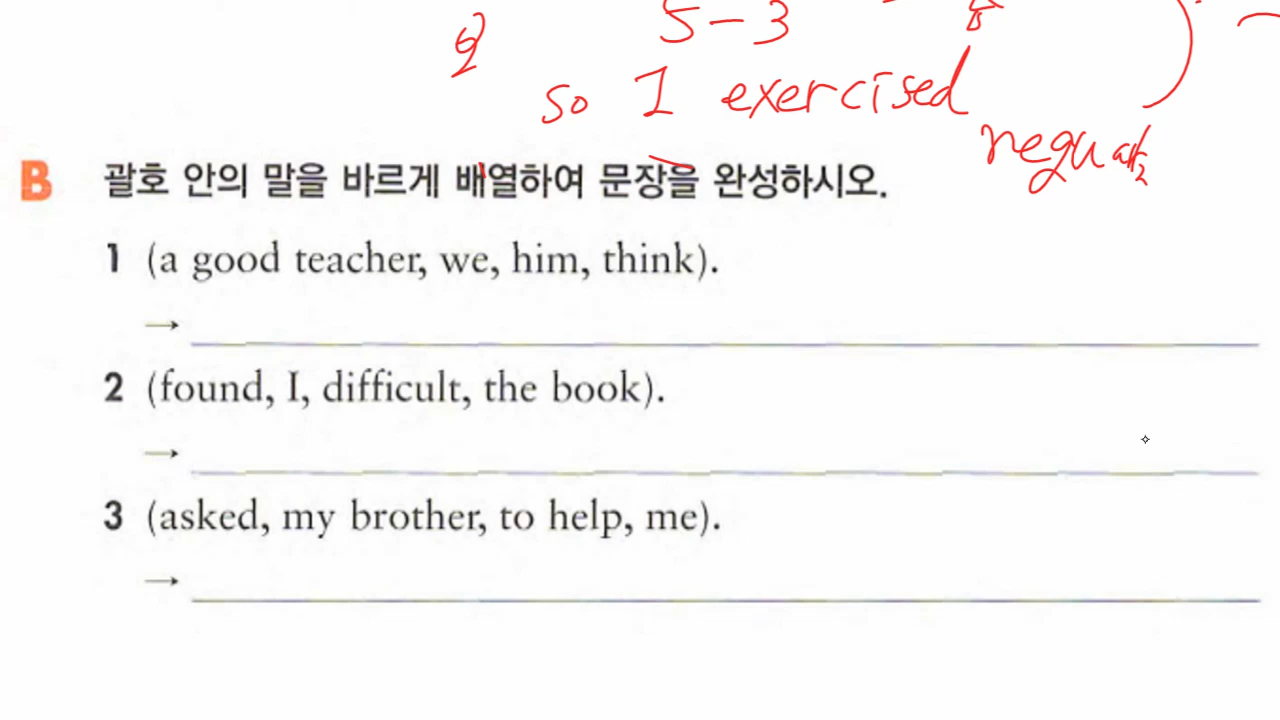 5-3
so I exercised
B 괄호 안의 말을 바르게 배열하여 문장을 완성하시오.
1 (a good teacher, we, him, think).
→
2 (found, I, difficult, the book).
→
3 (asked, my brother, to help, me).
→